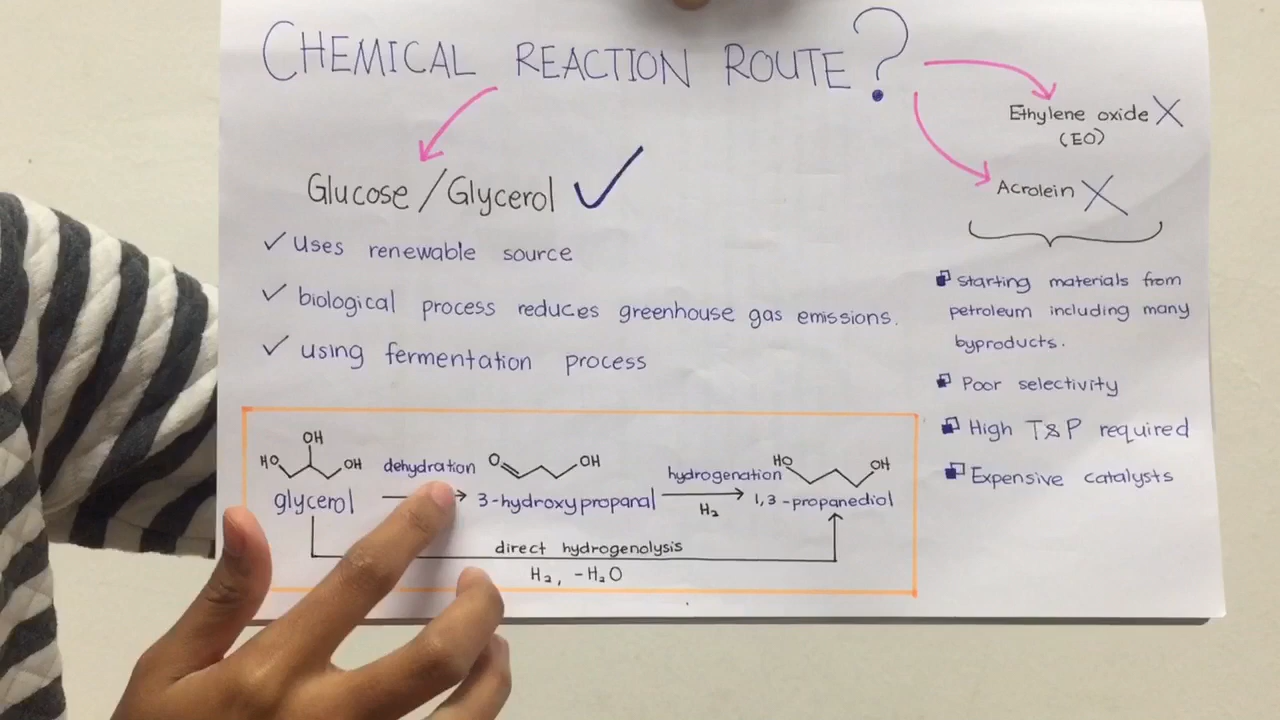 CHEMICAL REACTION ROUTE?
Glucose / Glycerol
uses renewable source
biological process reduces greenhouse gas emissions.
using fermentation process
Ethylene oxide
(EO)
Acrolein
starting materials from
petroleum including many
byproducts.
Poor selectivity
High T&P required
Expensive catalysts
OH
HO OH
glycerol
dehydration
O OH
3-hydroxypropanal
hydrogenation
H₂
HO OH
1,3-propanediol
direct hydrogenolysis
H₂, -H₂O